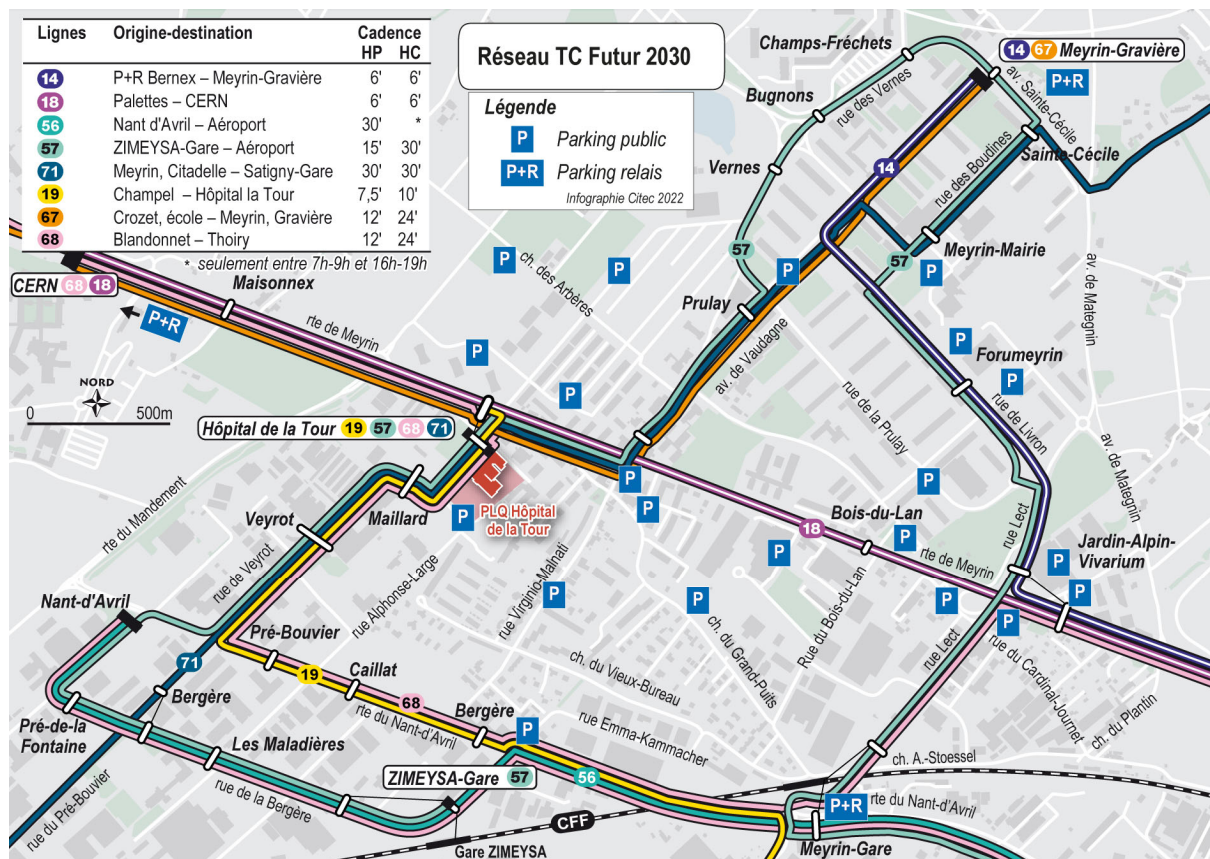 Lignes Origine-destination Cadence
HP HC
14 P+R Bernex – Meyrin-Gravière 6' 6'
18 Palettes – CERN 6' 6'
56 Nant d'Avril – Aéroport 30' *
57 ZIMEYSA-Gare – Aéroport 15' 30'
71 Meyrin, Citadelle – Satigny-Gare 30' 30'
19 Champel – Hôpital la Tour 7,5' 10'
67 Crozet, école – Meyrin, Gravière 12' 24'
68 Blandonnet – Thoiry 12' 24'
* seulement entre 7h-9h et 16h-19h
Réseau TC Futur 2030
Légende
P Parking public
P+R Parking relais
Infographie Citec 2022
Champs-Fréchets
14 67 Meyrin-Gravière
P+R
av. Sainte-Cécile
Bugnons
rue des Vernes
Sainte-Cécile
Vernes
14
rue des Boudines
57
57
Meyrin-Mairie
P
P
P
P
ch. des Arbères
av. de Mategnin
CERN 68 18
Maisonnex
P+R
rte de Meyrin
Prulay
av. de Vaudagne
P
Forumeyrin
P
P
NORD
0 500m
P
rue de la Prulay
rue de Livron
av. de Mategnin
Hôpital de la Tour 19 57 68 71
P
P
P
rte du Mandement
Maillard
P
PLQ Hôpital
de la Tour
Veyrot
18
Bois-du-Lan
P
rue Lect
Jardin-Alpin-
Vivarium
rue de Veyrot
rue Alphonse-Large
rue Virginio-Malnati
P
P
P
rte de Meyrin
P
P
P
P
Nant-d'Avril
Pré-Bouvier
ch. du Grand-Puits
Rue du Bois-du-Lan
rue Lect
rue du Cardinal-Journet
71
Bergère
19
Caillat
68
ch. du Vieux-Bureau
ch. du Plantin
Pré-de-la
Fontaine
rte du Nant-d'Avril
Bergère
P
rue Emma-Kammacher
Les Maladières
ZIMEYSA-Gare 57
56
ch. A.-Stoessel
rue du Pré-Bouvier
rue de la Bergère
P+R
rte du Nant-d'Avril
CFF
Gare ZIMEYSA
Meyrin-Gare